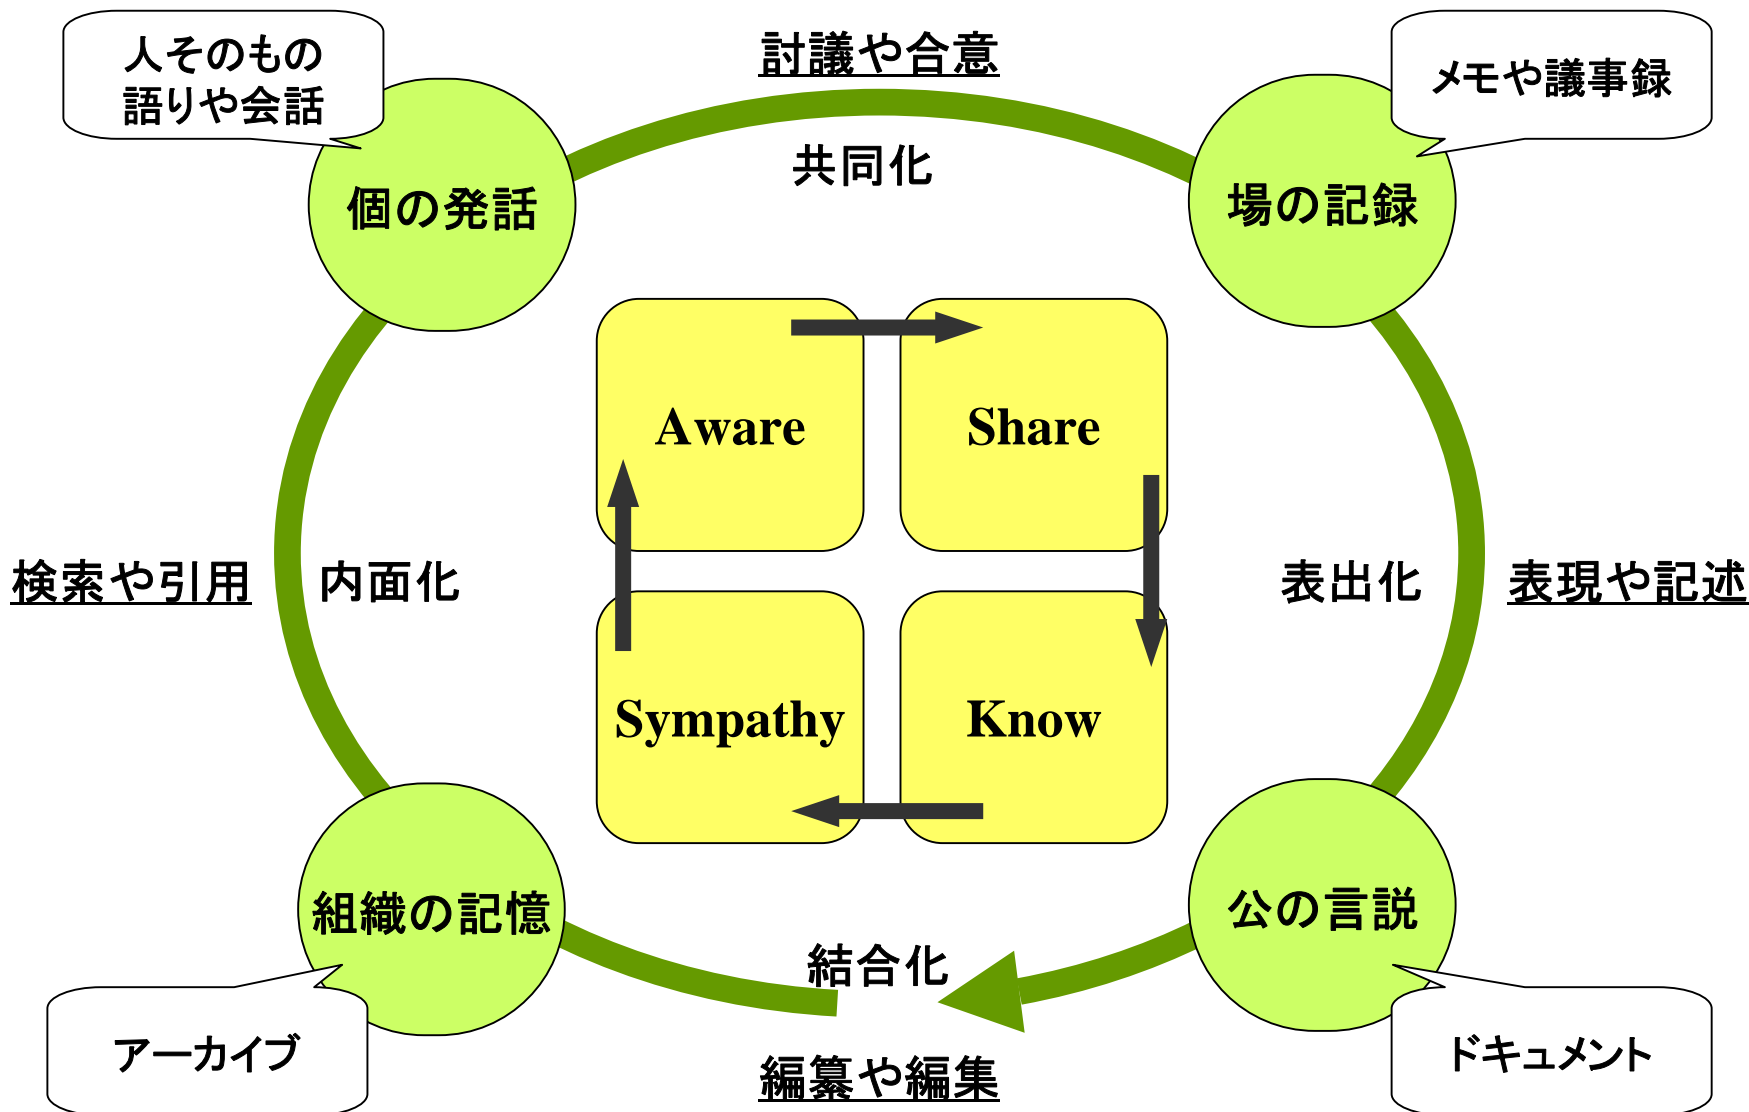 人そのもの
語りや会話
討議や合意
メモや議事録
個の発話
共同化
場の記録
Aware
Share
検索や引用
内面化
表出化
表現や記述
Sympathy
Know
組織の記憶
結合化
公の言説
アーカイブ
編纂や編集
ドキュメント